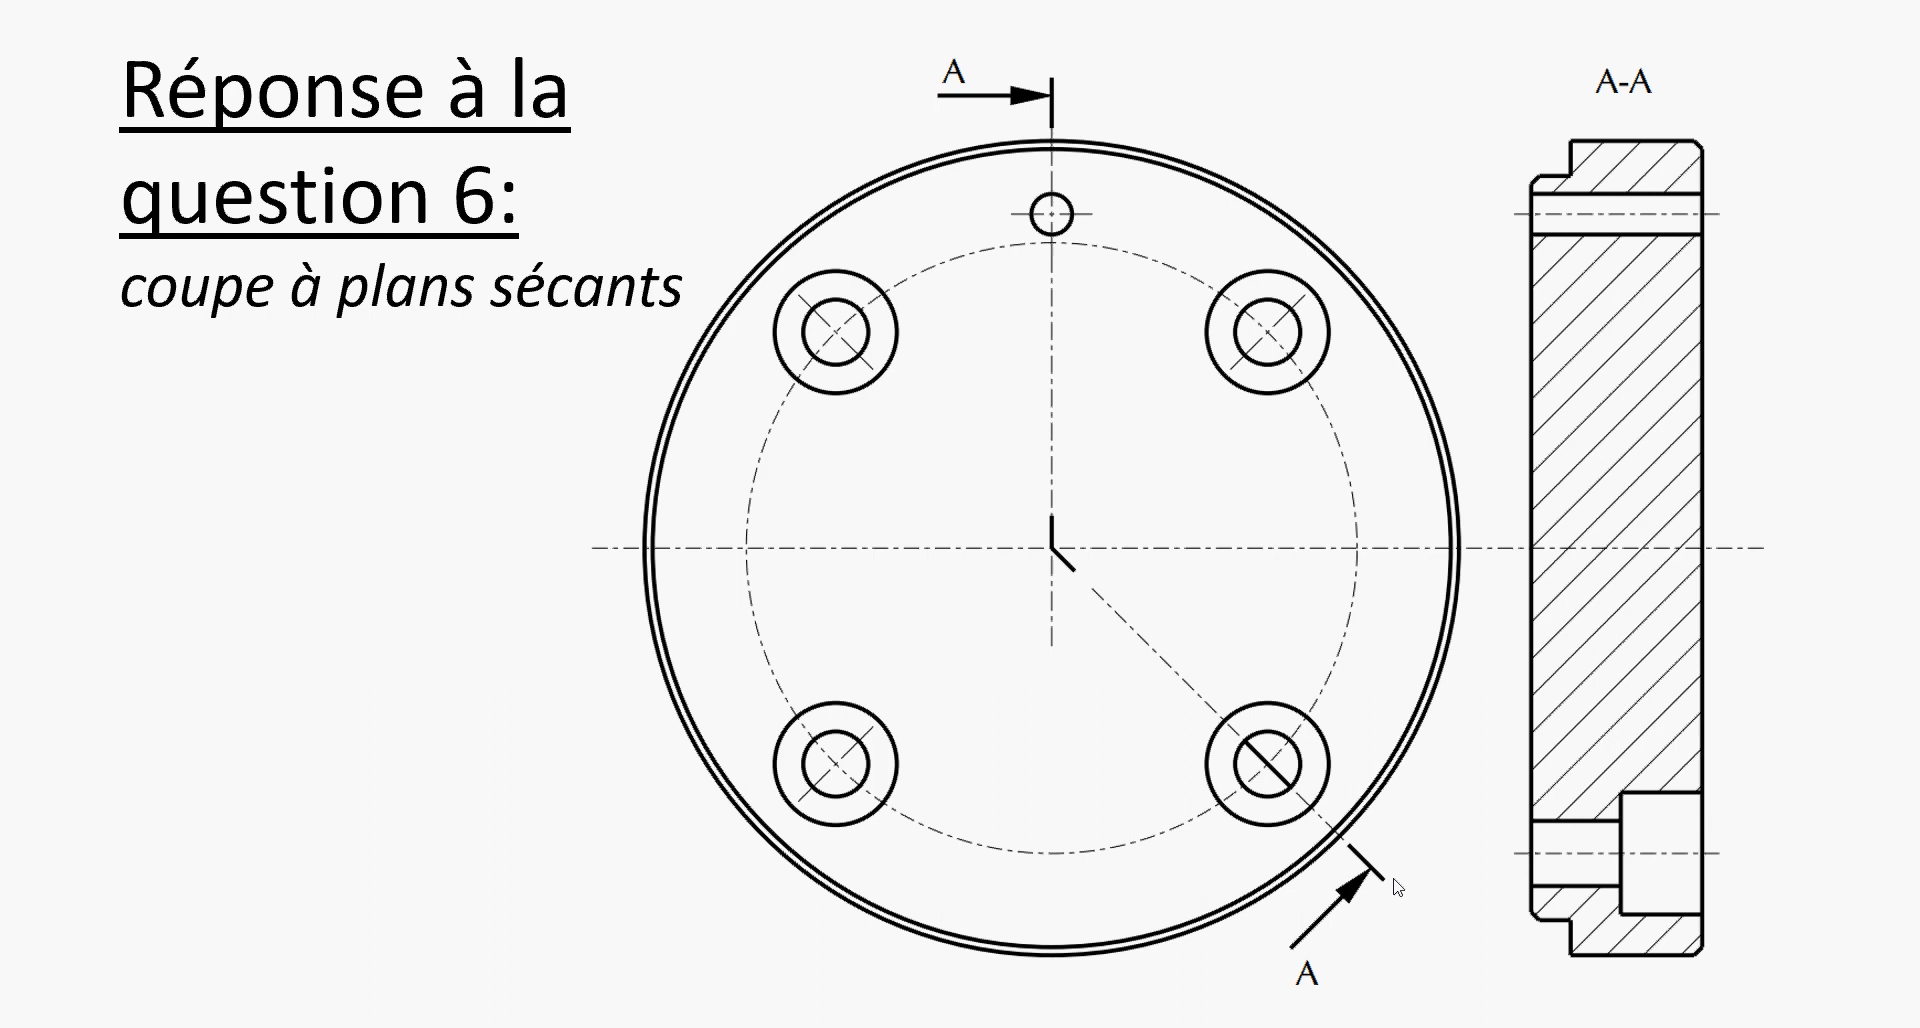 Réponse à la
question 6:
coupe à plans sécants
A
A-A
A